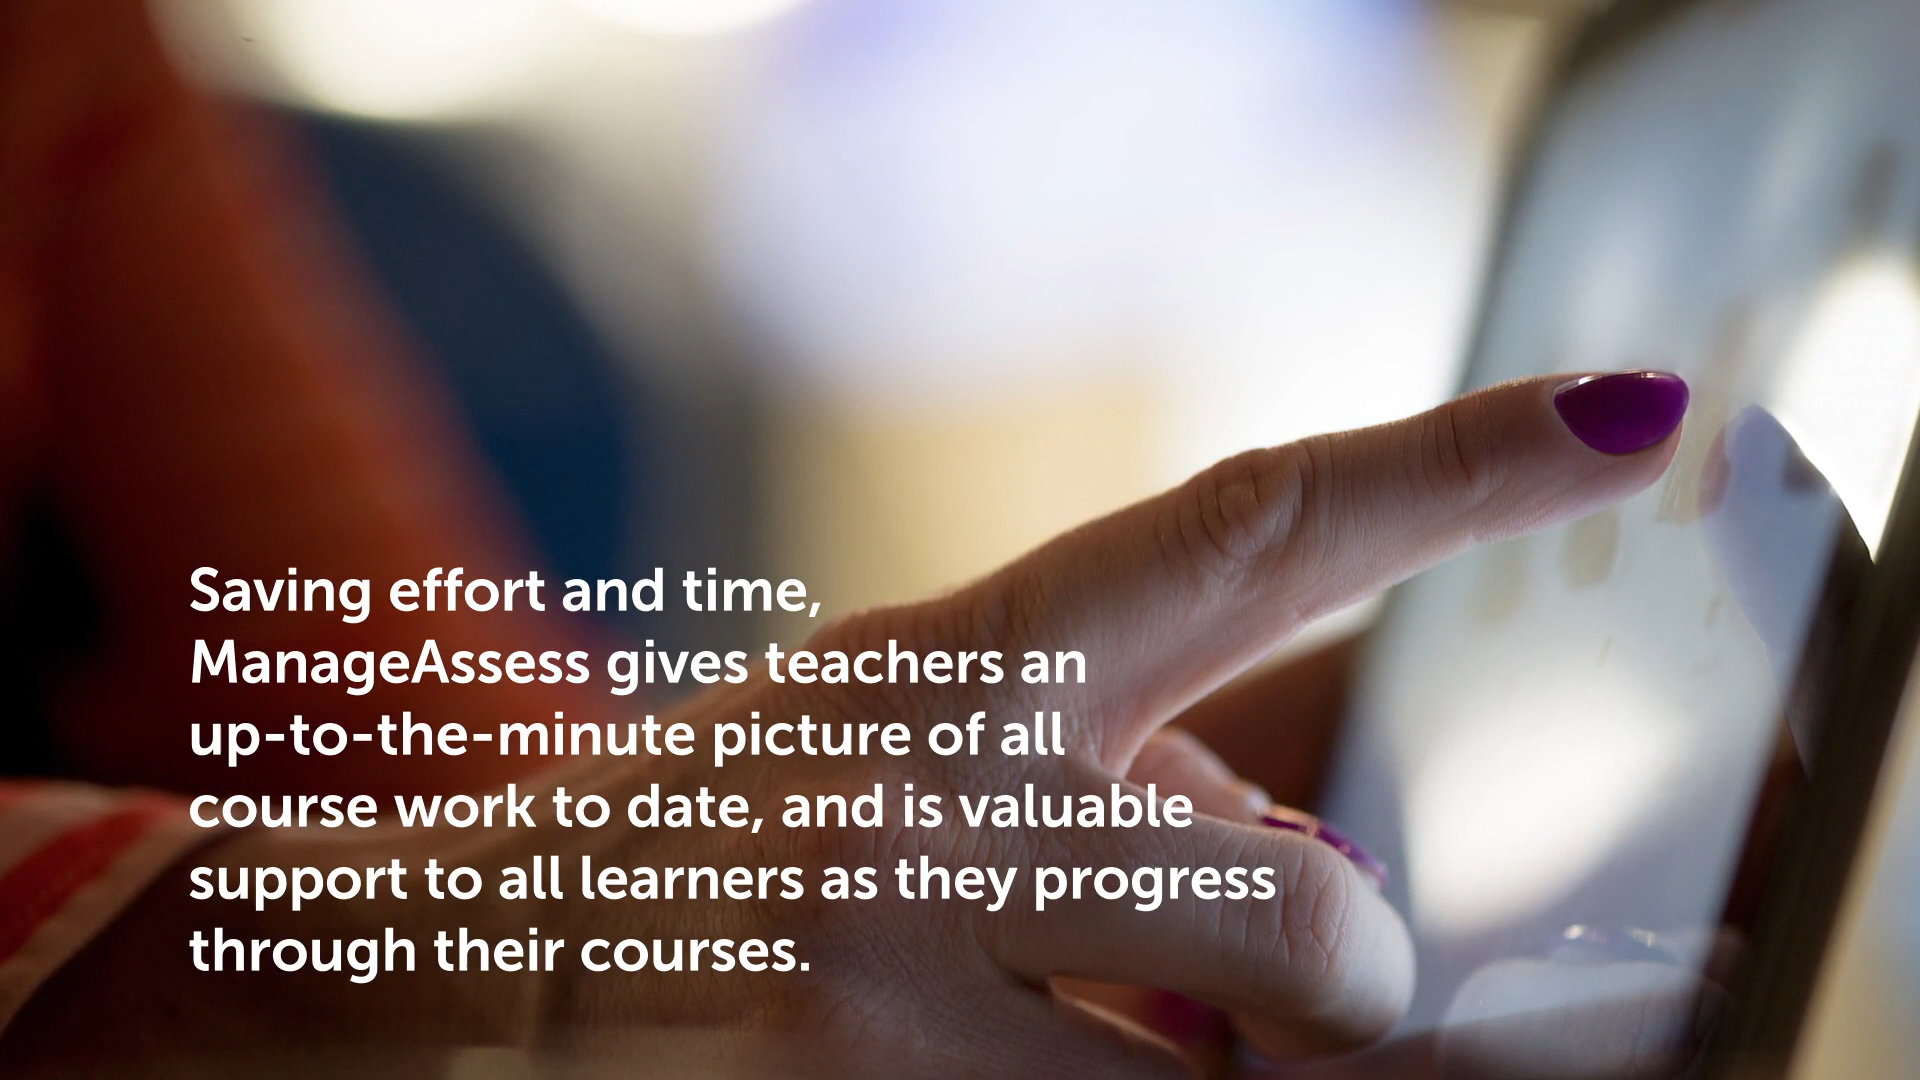 Saving effort and time,
ManageAssess gives teachers an
up-to-the-minute picture of all
course work to date, and is valuable
support to all learners as they progress
through their courses.